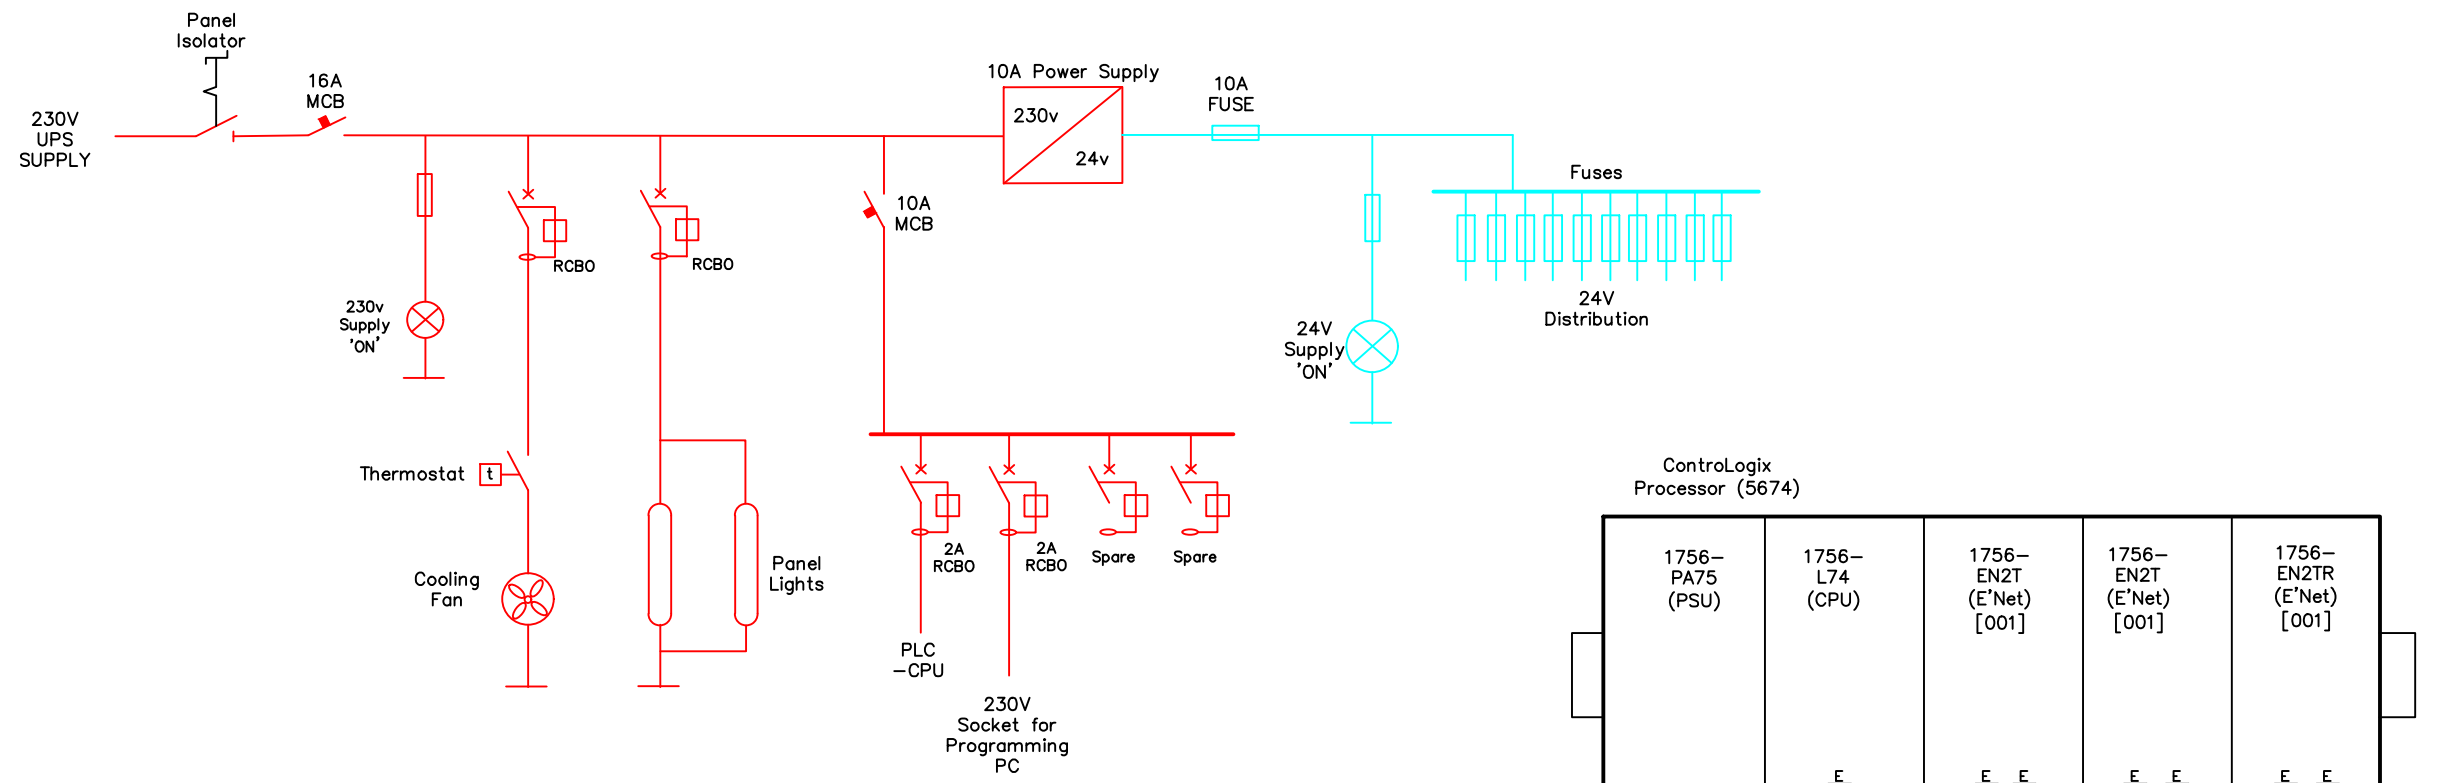 Panel
Isolator
16A
MCB
230V
UPS
SUPPLY
230v
Supply
'ON'
RCBO
RCBO
10A
MCB
10A Power Supply
230v
24v
10A
FUSE
Fuses
24V
Distribution
24V
Supply
'ON'
Thermostat
t
Cooling
Fan
Panel
Lights
2A
RCBO
2A
RCBO
Spare
Spare
PLC
-CPU
230V
Socket for
Programming
PC
ControLogix
Processor (5674)
1756-
PA75
(PSU)
1756-
L74
(CPU)
1756-
EN2T
(E'Net)
[001]
1756-
EN2T
(E'Net)
[001]
1756-
EN2TR
(E'Net)
[001]
E
E E
E E
E E